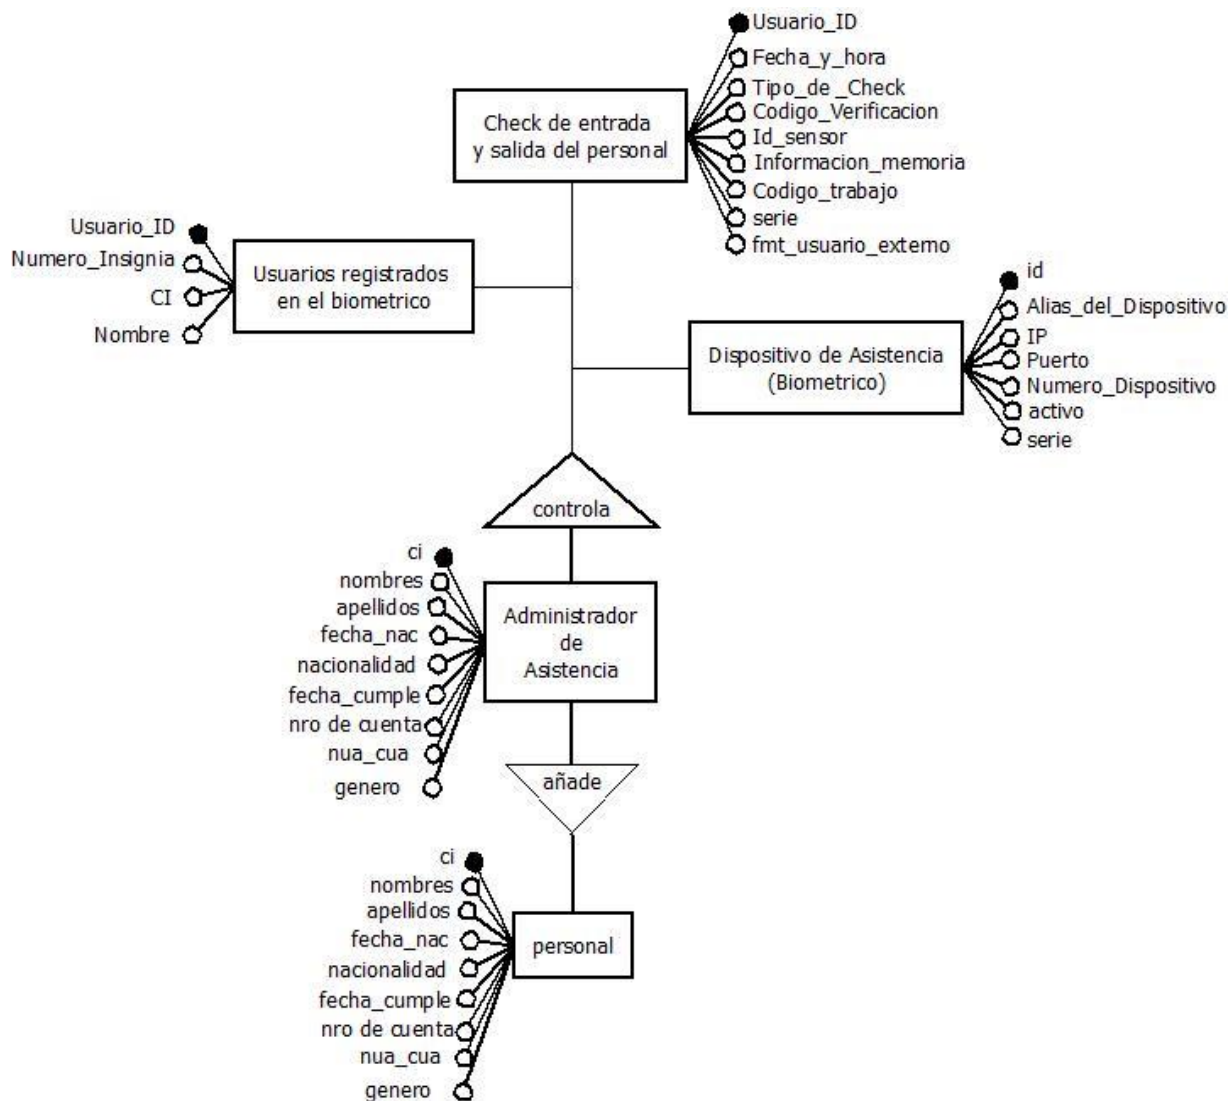 Usuario_ID
Fecha_y_hora
Tipo_de _Check
Codigo_Verificacion
Id_sensor
Informacion_memoria
Codigo_trabajo
serie
fmt_usuario_externo
Check de entrada
y salida del personal
Usuario_ID
Numero_Insignia
CI
Nombre
Usuarios registrados
en el biometrico
id
Alias_del_Dispositivo
IP
Puerto
Numero_Dispositivo
activo
serie
Dispositivo de Asistencia
(Biometrico)
controla
ci
nombres
apellidos
fecha_nac
nacionalidad
fecha_cumple
nro de cuenta
nua_cua
genero
Administrador
de
Asistencia
añade
ci
nombres
apellidos
fecha_nac
nacionalidad
fecha_cumple
nro de cuenta
nua_cua
genero
personal